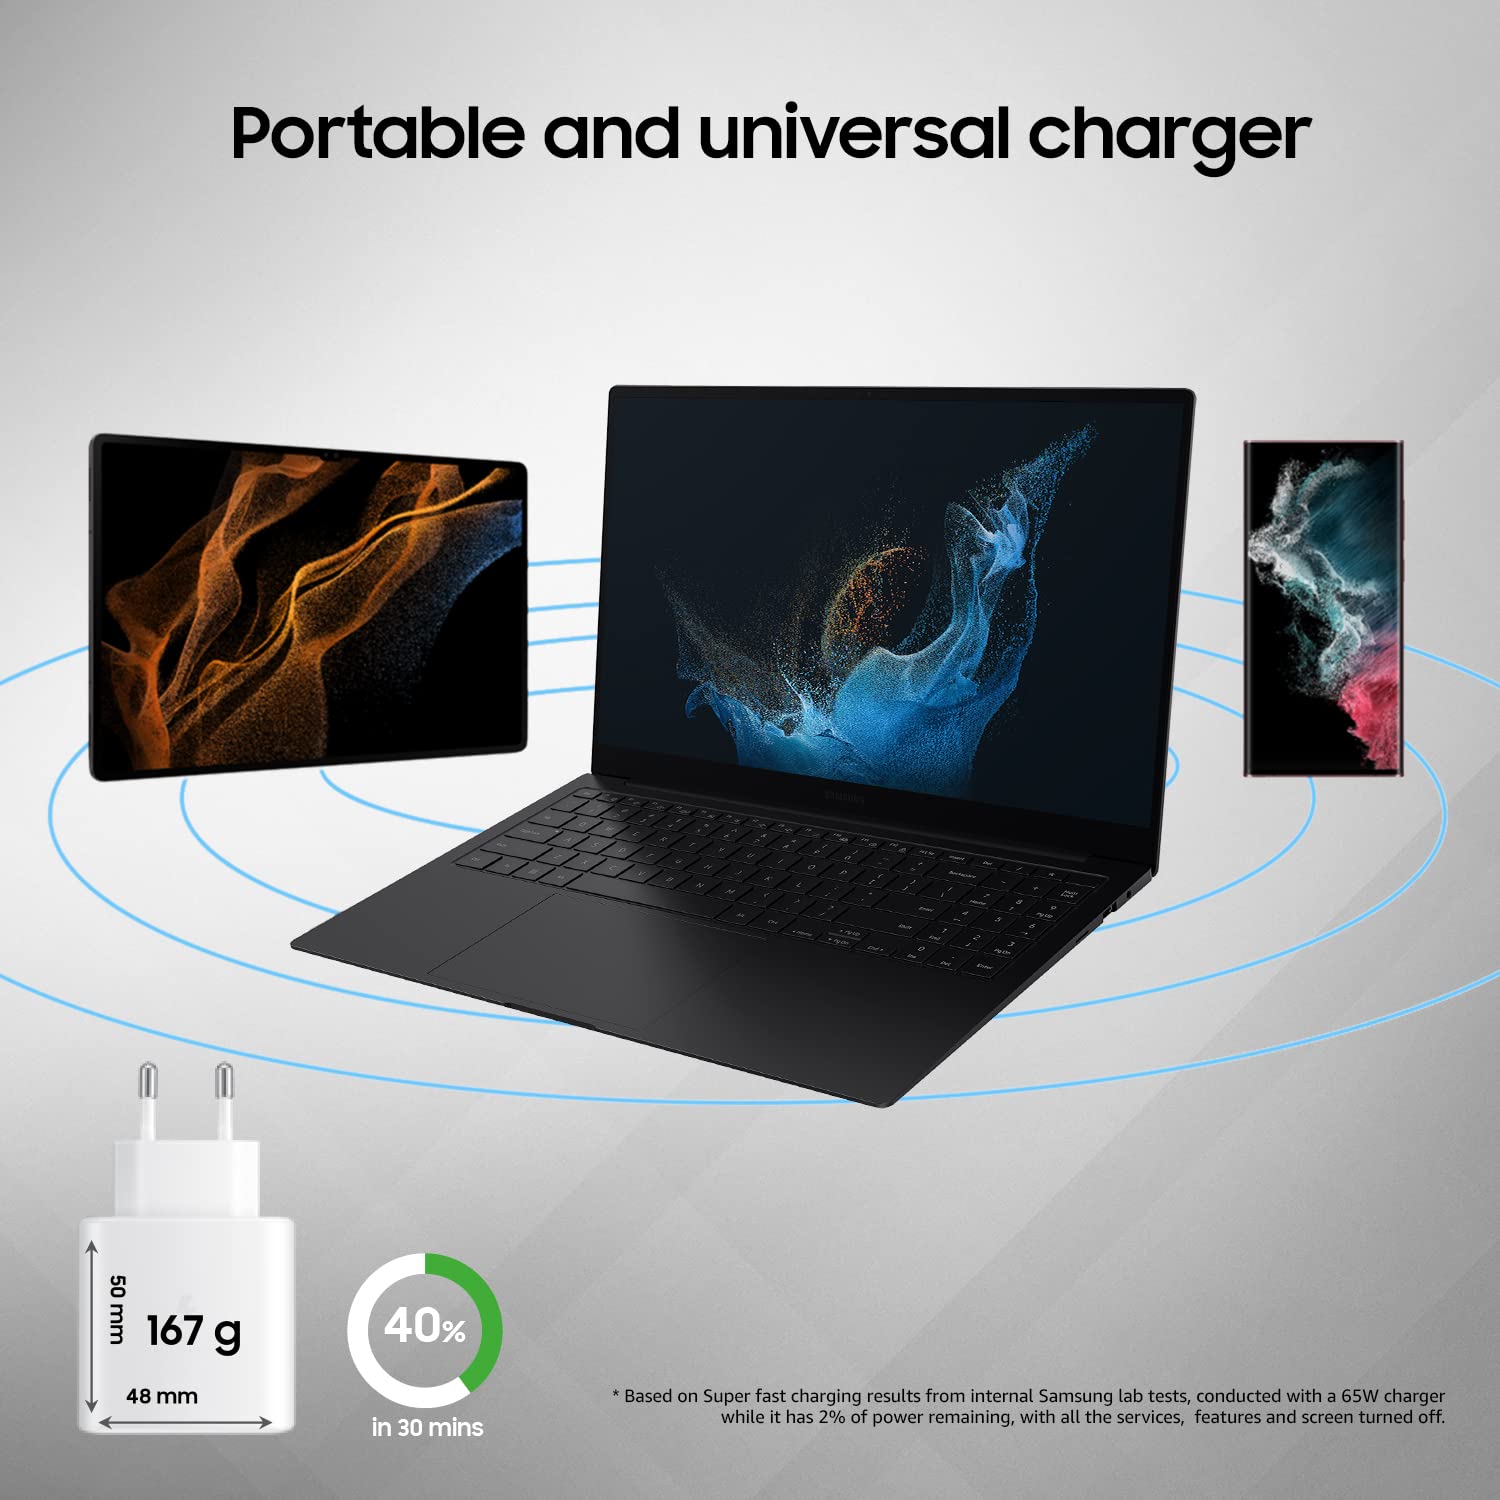 Portable and universal charger
SAMSUNG
50 mm
167 g
48 mm
40%
in 30 mins
* Based on Super fast charging results from internal Samsung lab tests, conducted with a 65W charger
while it has 2% of power remaining, with all the services, features and screen turned off.